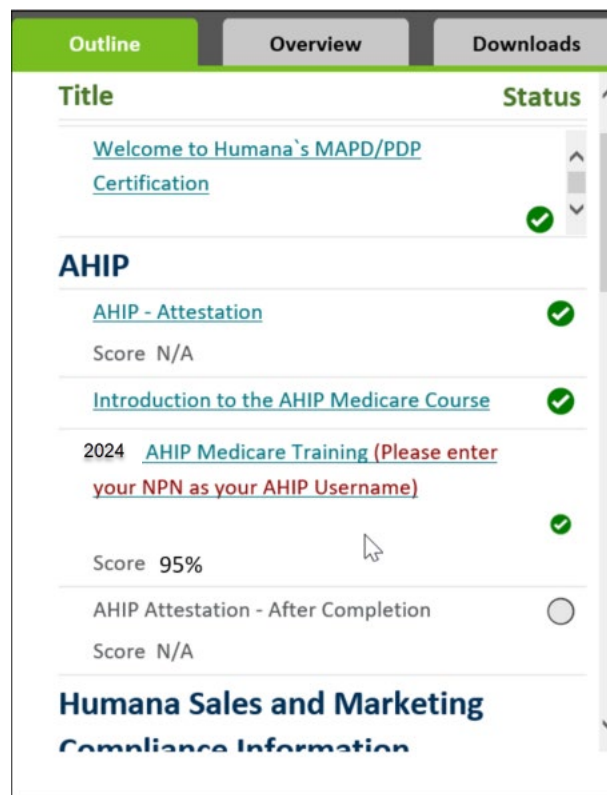 Outline Overview Downloads
Title Status
Welcome to Humana`s MAPD/PDP
Certification
AHIP
AHIP - Attestation
Score N/A
Introduction to the AHIP Medicare Course
2024 AHIP Medicare Training (Please enter
your NPN as your AHIP Username)
Score 95%
AHIP Attestation - After Completion
Score N/A
Humana Sales and Marketing
Compliance Information